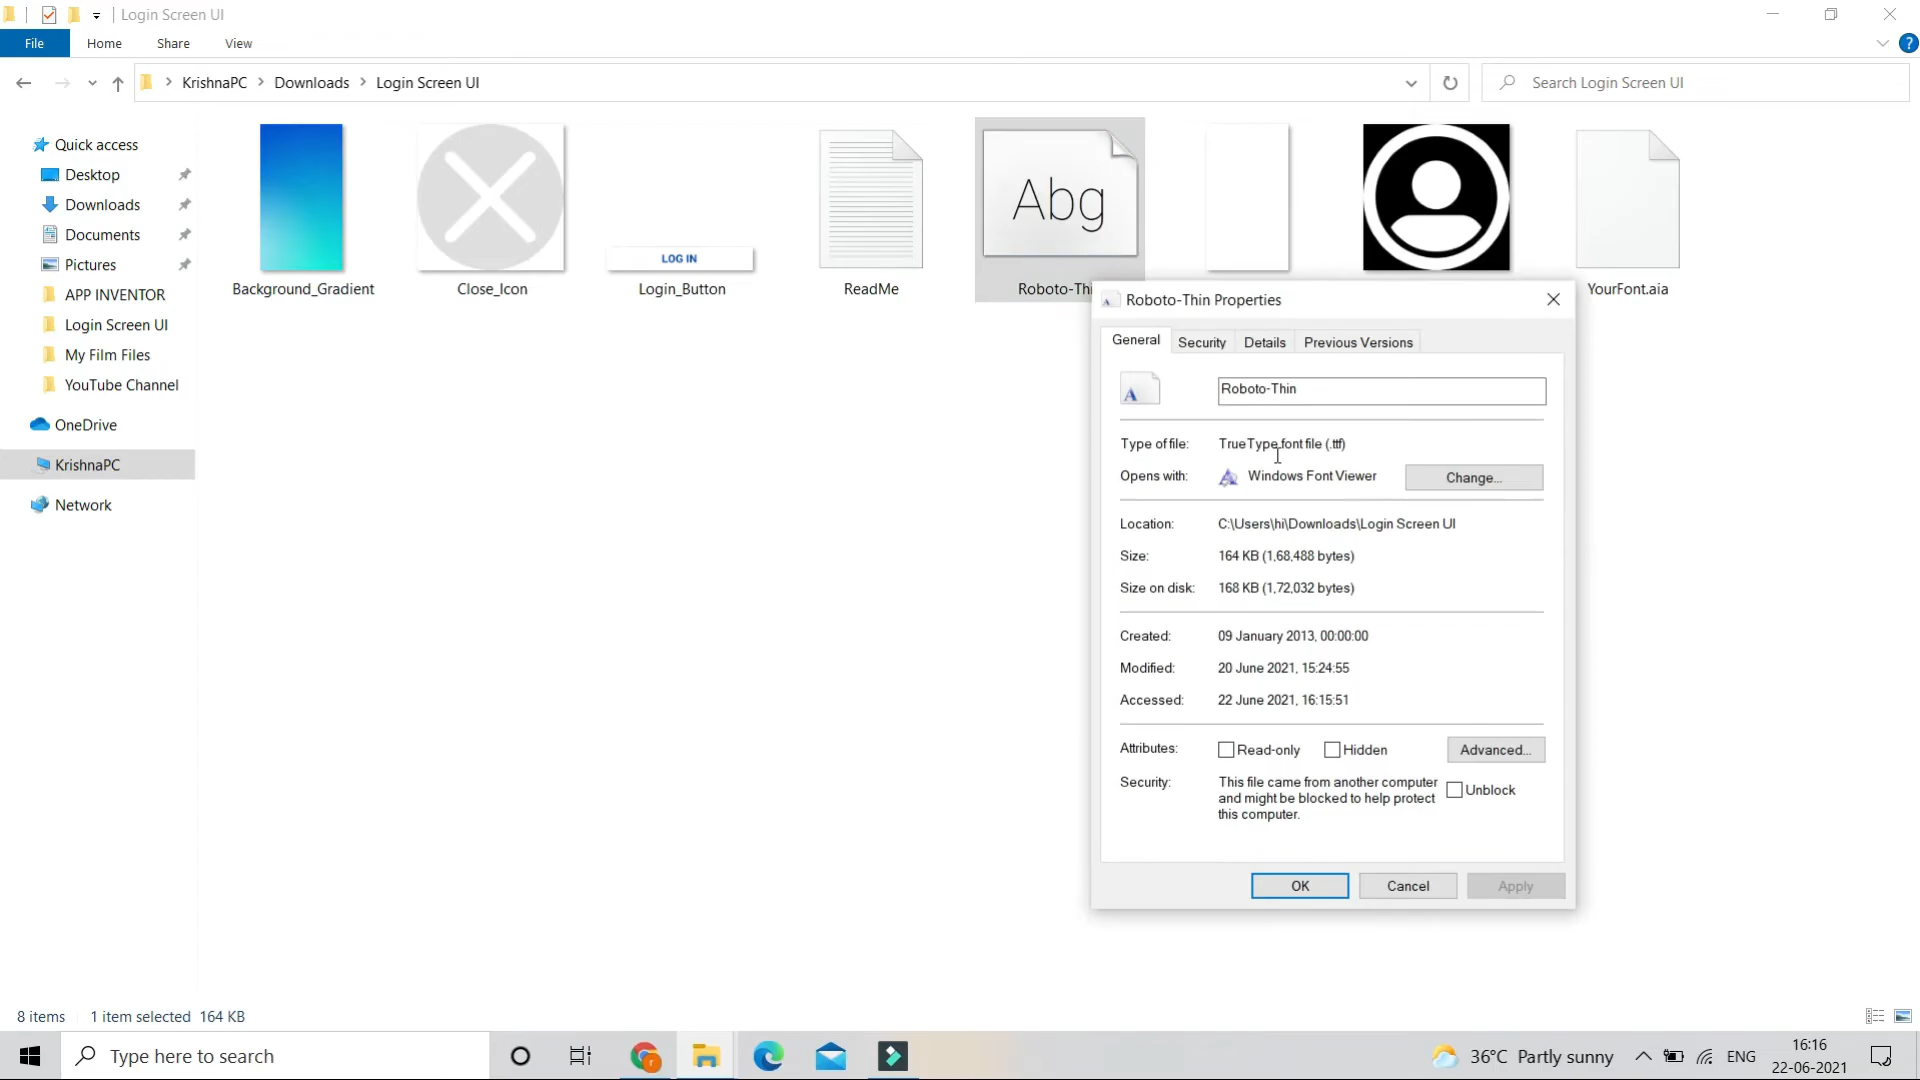 Login Screen UI
File Home Share View
KrishnaPC Downloads Login Screen UI
Search Login Screen UI
Quick access
Desktop
Downloads
Documents
Pictures
APP INVENTOR
Login Screen UI
My Film Files
YouTube Channel
OneDrive
KrishnaPC
Network
LOG IN
Abg
Background_Gradient Close_Icon Login_Button ReadMe Roboto-Thi YourFont.aia
Roboto-Thin Properties
General Security Details Previous Versions
A Roboto-Thin
Type of file: TrueType font file (.ttf)
Opens with: Windows Font Viewer Change...
Location: C:\Users\hi\Downloads\Login Screen UI
Size: 164 KB (1,68,488 bytes)
Size on disk: 168 KB (1,72,032 bytes)
Created: 09 January 2013, 00:00:00
Modified: 20 June 2021, 15:24:55
Accessed: 22 June 2021, 16:15:51
Attributes: Read-only Hidden Advanced...
Security: This file came from another computer
and might be blocked to help protect
this computer.
Unblock
OK Cancel Apply
8 items 1 item selected 164 KB
Type here to search
36°C Partly sunny
ENG
16:16
22-06-2021